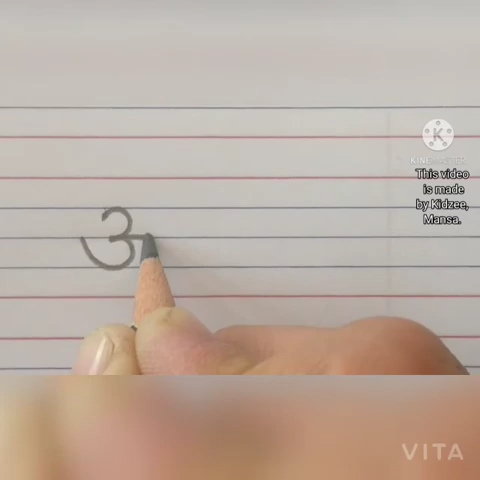 K
KINEMASTER
This video
is made
by Kidzee,
Mansa.
VITA